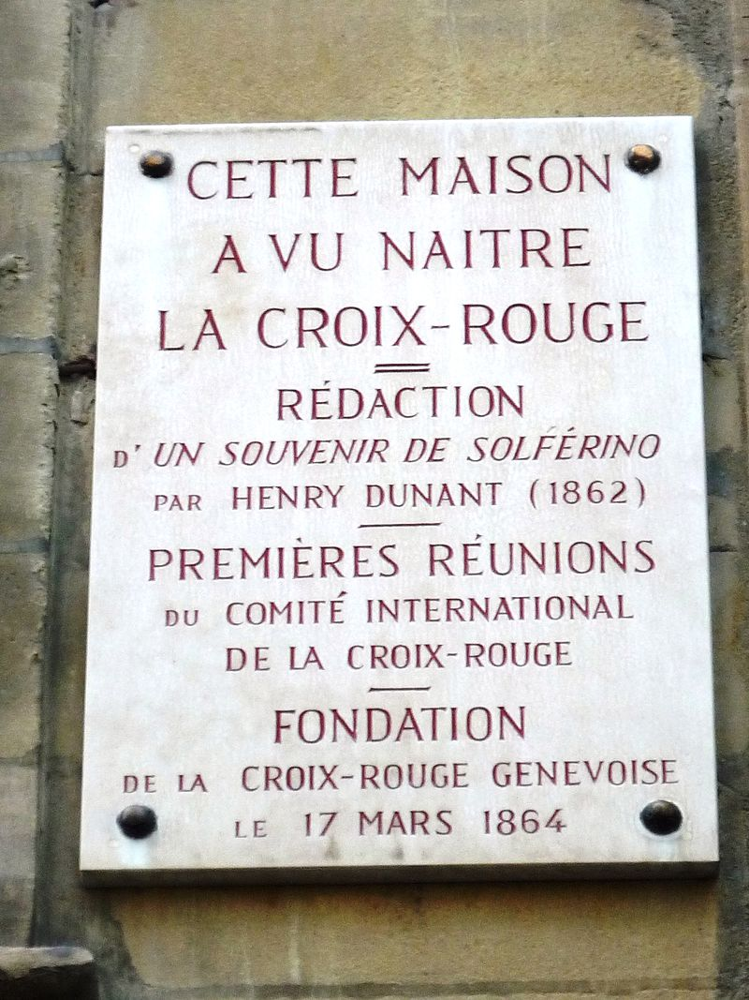 CETTE MAISON
A VU NAITRE
LA CROIX-ROUGE
RÉDACTION
D'UN SOUVENIR DE SOLFÉRINO
PAR HENRY DUNANT (1862)
PREMIÈRES RÉUNIONS
DU COMITÉ INTERNATIONAL
DE LA CROIX-ROUGE
FONDATION
DE LA CROIX-ROUGE GENEVOISE
LE 17 MARS 1864